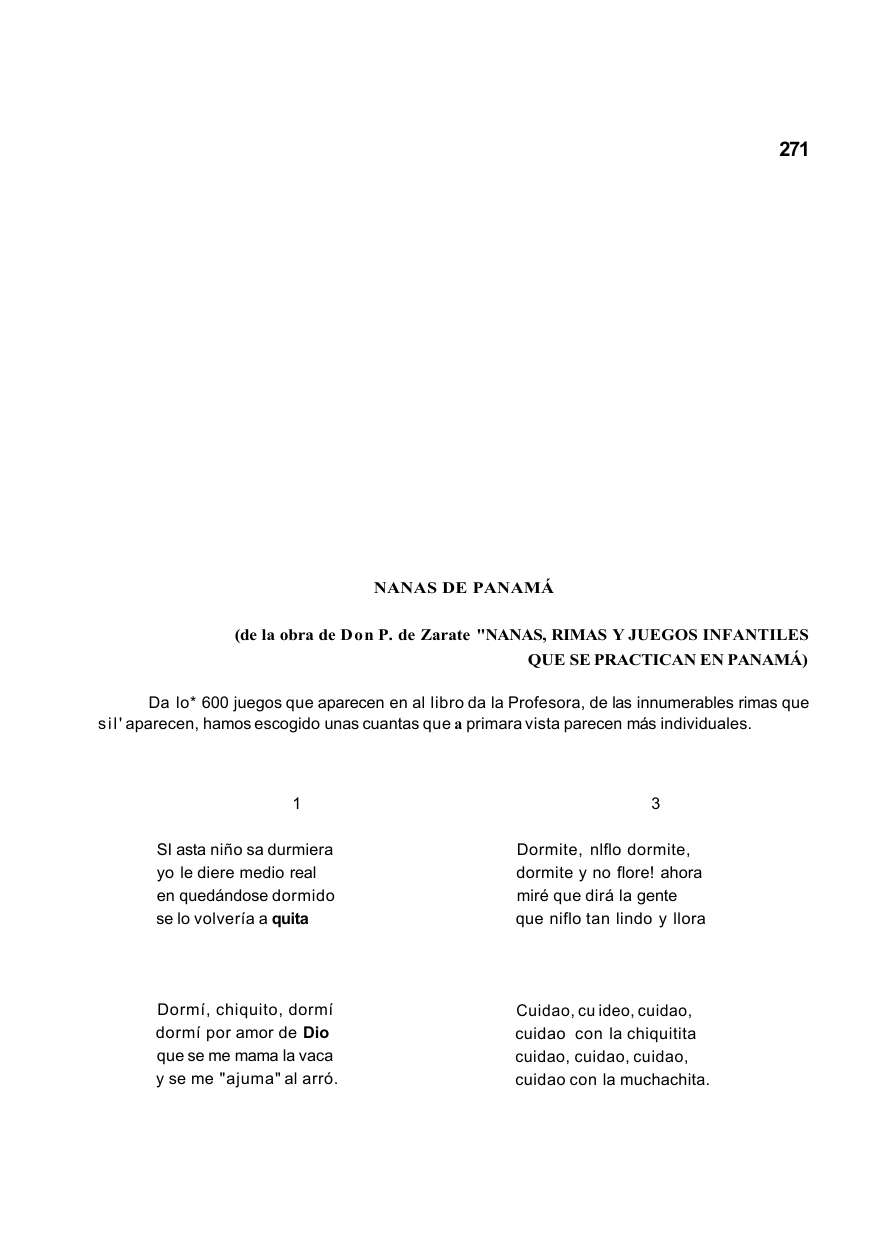 271
NANAS DE PANAMÁ
(de la obra de Don P. de Zarate "NANAS, RIMAS Y JUEGOS INFANTILES
QUE SE PRACTICAN EN PANAMÁ)
Da lo* 600 juegos que aparecen en al libro da la Profesora, de las innumerables rimas que
sil' aparecen, hamos escogido unas cuantas que a primara vista parecen más individuales.
1
SI asta niño sa durmiera
yo le diere medio real
en quedándose dormido
se lo volvería a quita
Dormí, chiquito, dormí
dormí por amor de Dio
que se me mama la vaca
y se me "ajuma" al arró.
3
Dormite, nlflo dormite,
dormite y no flore! ahora
miré que dirá la gente
que niflo tan lindo y llora
Cuidao, cu ideo, cuidao,
cuidao con la chiquitita
cuidao, cuidao, cuidao,
cuidao con la muchachita.